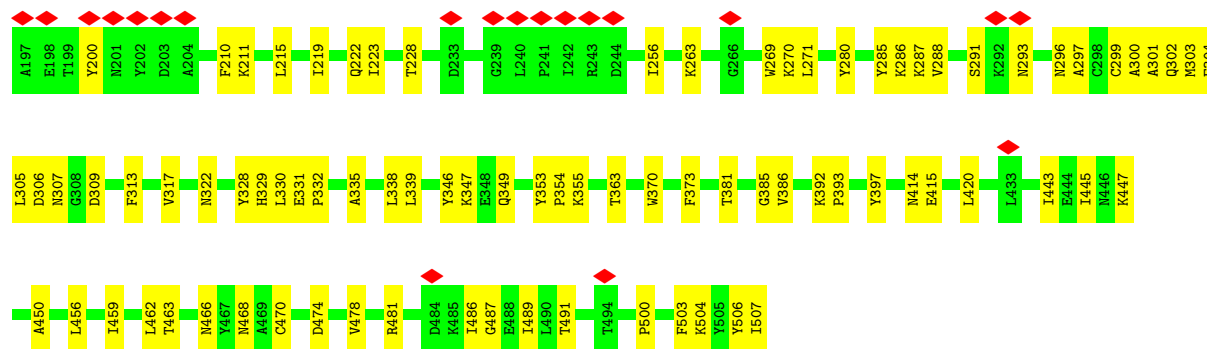 A197 E198 T199 Y200 N201 Y202 D203 A204 F210 K211 L215 I219 Q222 I223 T228 D233 G239 L240 P241 I242 R243 D244 I256 K263 G266 W269 K270 L271 Y280 Y285 K286 K287 V288 S291 K292 N293 N296 A297 C298 C299 A300 A301 Q302 M303
L305 D306 N307 G308 D309 F313 V317 N322 Y328 H329 L330 E331 P332 A335 L338 L339 Y346 K347 E348 Q349 Y353 P354 K355 T363 W370 F373 T381 G385 V386 K392 P393 Y397 N414 E415 L420 L433 I443 E444 I445 N446 K447
A450 L456 I459 L462 T463 N466 Y467 N468 A469 C470 D474 V478 R481 D484 K485 I486 G487 E488 I489 L490 T491 T494 P500 F503 K504 Y505 Y506 I507